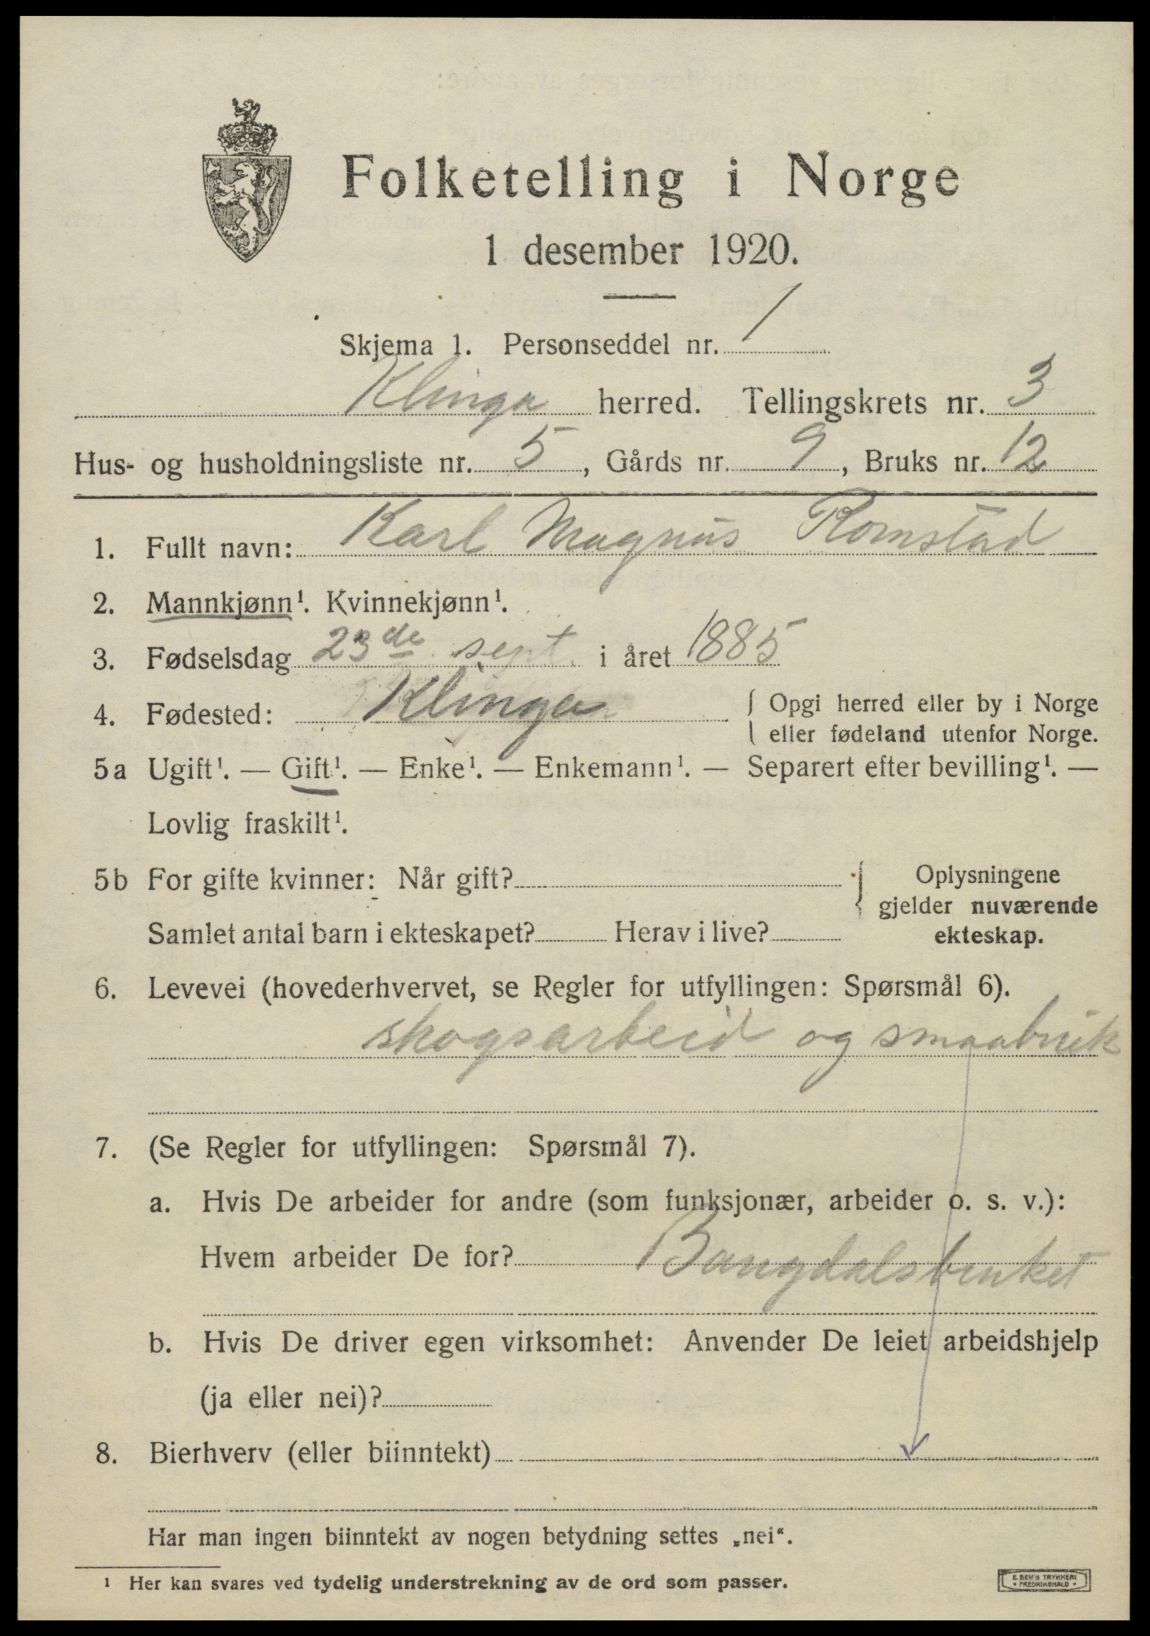 Folketelling i Norge
1 desember 1920.
Skjema 1. Personseddel nr. 1
Klinga herred. Tellingskrets nr. 3
Hus- og husholdningsliste nr. 5, Gårds nr. 9, Bruks nr. 12
1. Fullt navn: Karl Magnus Romstad
2. Mannkjønn¹. Kvinnekjønn¹.
3. Fødselsdag 23de sept. i året 1885
4. Fødested: Klinga { Opgi herred eller by i Norge
eller fødeland utenfor Norge.
5a Ugift¹. — Gift¹. — Enke¹. — Enkemann¹. — Separert efter bevilling¹. —
Lovlig fraskilt¹.
5b For gifte kvinner: Når gift? { Oplysningene
gjelder nuværende
Samlet antal barn i ekteskapet? Herav i live? ekteskap.
6. Levevei (hovederhvervet, se Regler for utfyllingen: Spørsmål 6).
skogsarbeid og smaabruk
7. (Se Regler for utfyllingen: Spørsmål 7).
a. Hvis De arbeider for andre (som funksjonær, arbeider o. s. v.):
Hvem arbeider De for? Bangdalsbruket
b. Hvis De driver egen virksomhet: Anvender De leiet arbeidshjelp
(ja eller nei)?
8. Bierhverv (eller biinntekt)
Har man ingen biinntekt av nogen betydning settes „nei“.
¹ Her kan svares ved tydelig understrekning av de ord som passer.
E. SEM'S TRYKKERI
• FREDRIKSHALD •